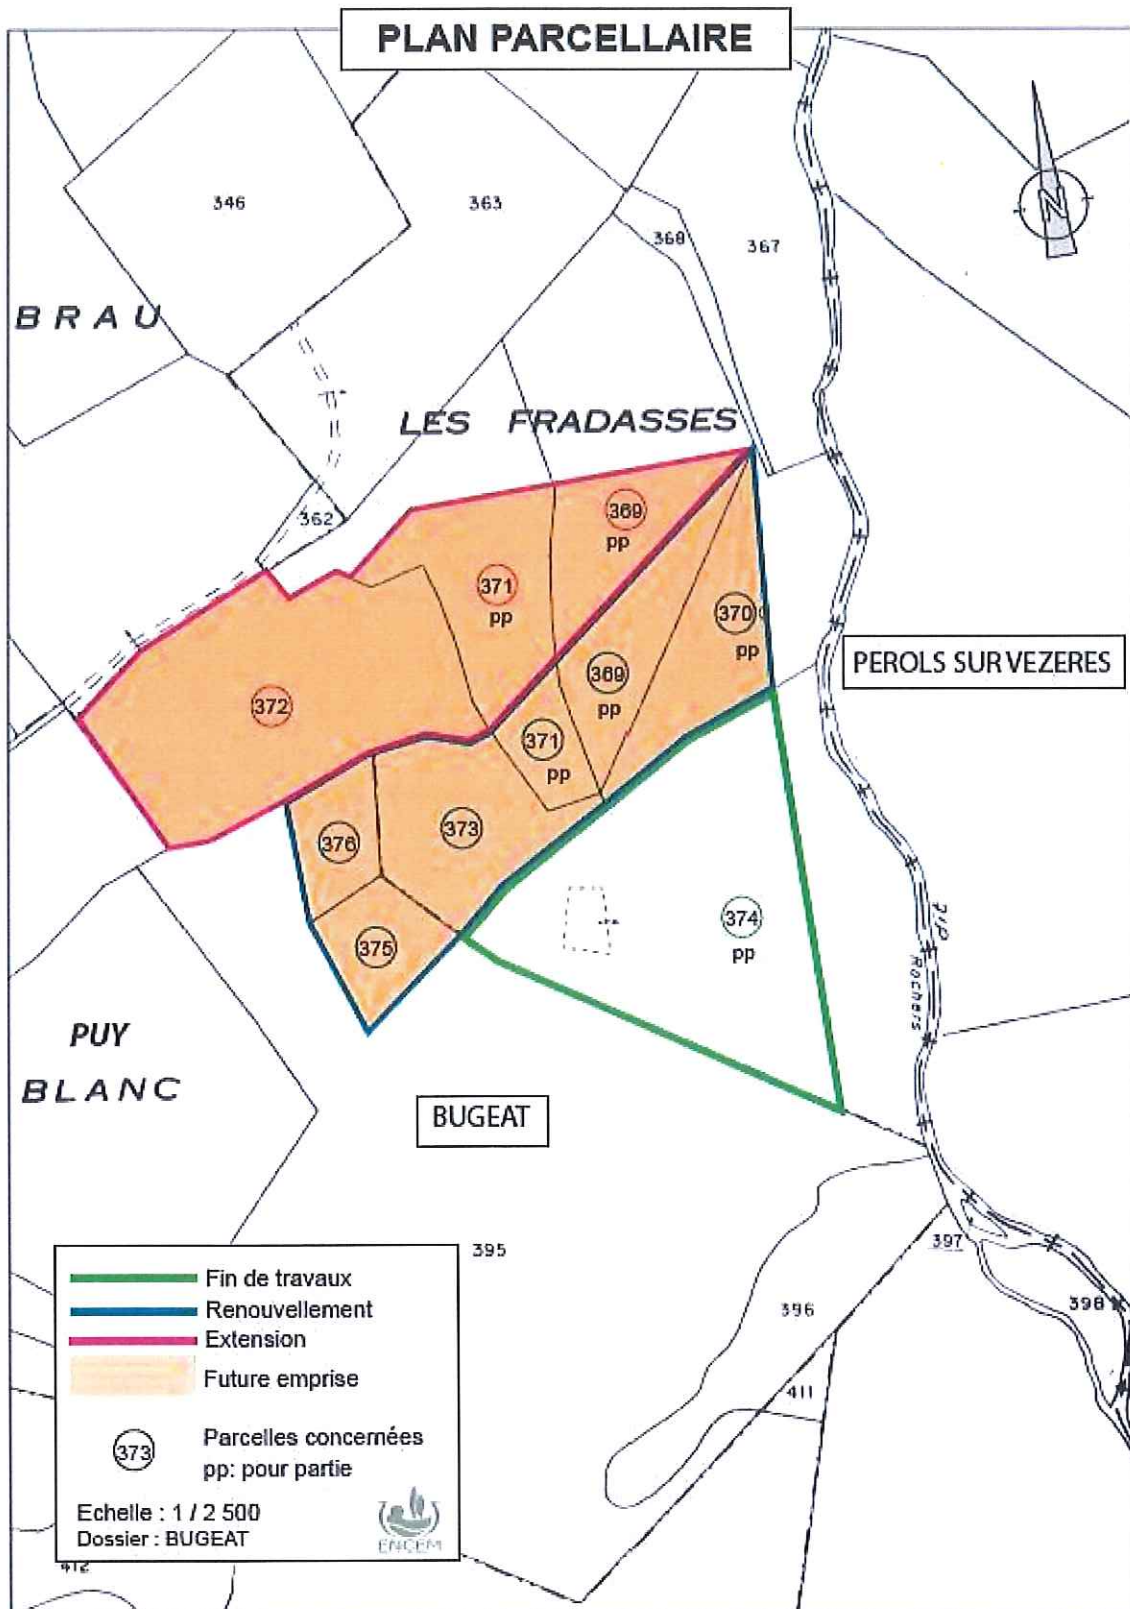 PLAN PARCELLAIRE
346
363
368
367
N
BRAU
LES FRADASSES
362
369
pp
371
pp
370
pp
369
pp
PEROLS SUR VEZERES
372
371
pp
373
376
374
pp
375
Rochers
PUY
BLANC
BUGEAT
395
397
396
398
411
Fin de travaux
Renouvellement
Extension
Future emprise
373
Parcelles concernées
pp: pour partie
Echelle : 1 / 2 500
Dossier : BUGEAT
ENCEM
412